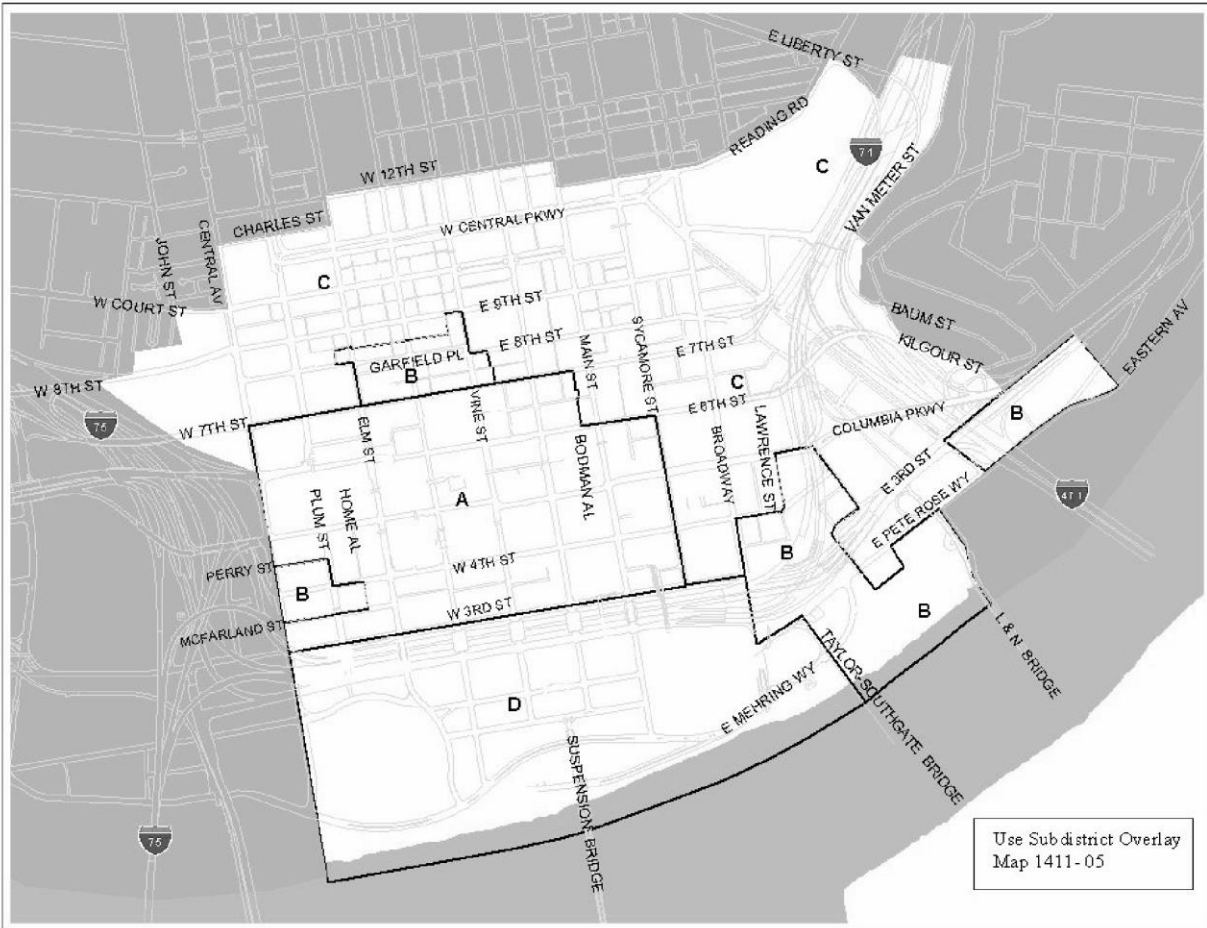 E LIBERTY ST
READING RD
C
71
W 12TH ST
VAN METER ST
CHARLES ST
W CENTRAL PKWY
CENTRAL AV
JOHN ST
C
W COURT ST
E 9TH ST
BAUM ST
EASTERN AV
SYCAMORE ST
KILGOUR ST
E 8TH ST
MAIN ST
E 7TH ST
GARFIELD PL
B
C
W 8TH ST
VINE ST
E 6TH ST
COLUMBIA PKWY
B
75
W 7TH ST
ELM ST
LAWRENCE ST
BROADWAY
BODMAN AL
E 3RD ST
471
A
HOME AL
PLUM ST
E PETE ROSE WY
B
W 4TH ST
PERRY ST
B
W 3RD ST
B
MCFARLAND ST
L & N BRIDGE
TAYLOR-SOUTHGATE BRIDGE
E MEHRING WY
D
SUSPENSION BRIDGE
75
Use Subdistrict Overlay
Map 1411-05